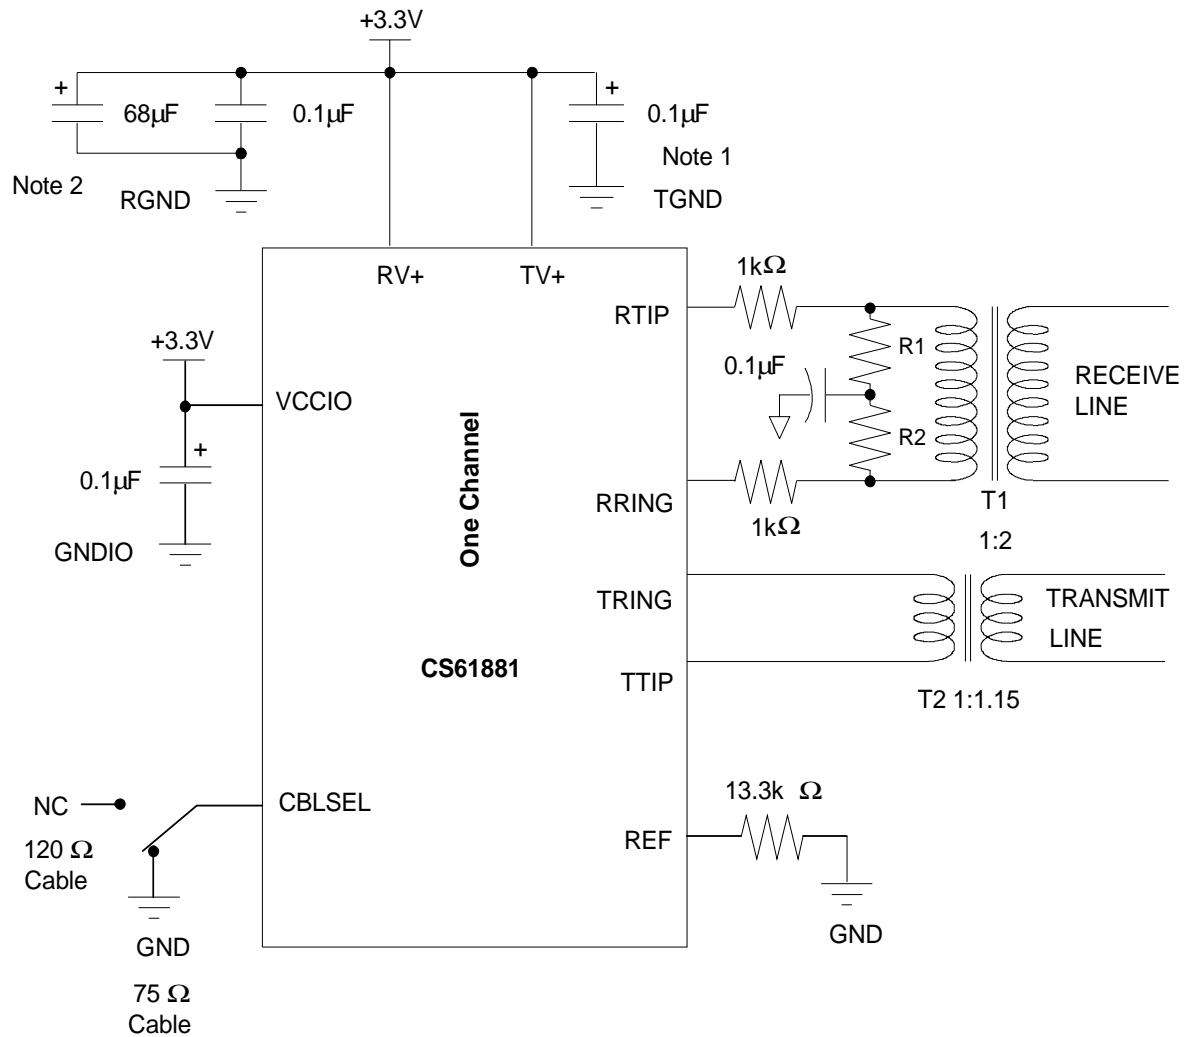 +3.3V
+
68µF
0.1µF
+
0.1µF
Note 1
Note 2
RGND
TGND
RV+
TV+
1kΩ
RTIP
R1
+3.3V
0.1µF
RECEIVE
LINE
VCCIO
R2
One Channel
+
0.1µF
RRING
T1
1kΩ
1:2
GNDIO
TRING
TRANSMIT
LINE
CS61881
TTIP
T2 1:1.15
13.3k Ω
NC
CBLSEL
REF
120 Ω
Cable
GND
GND
75 Ω
Cable